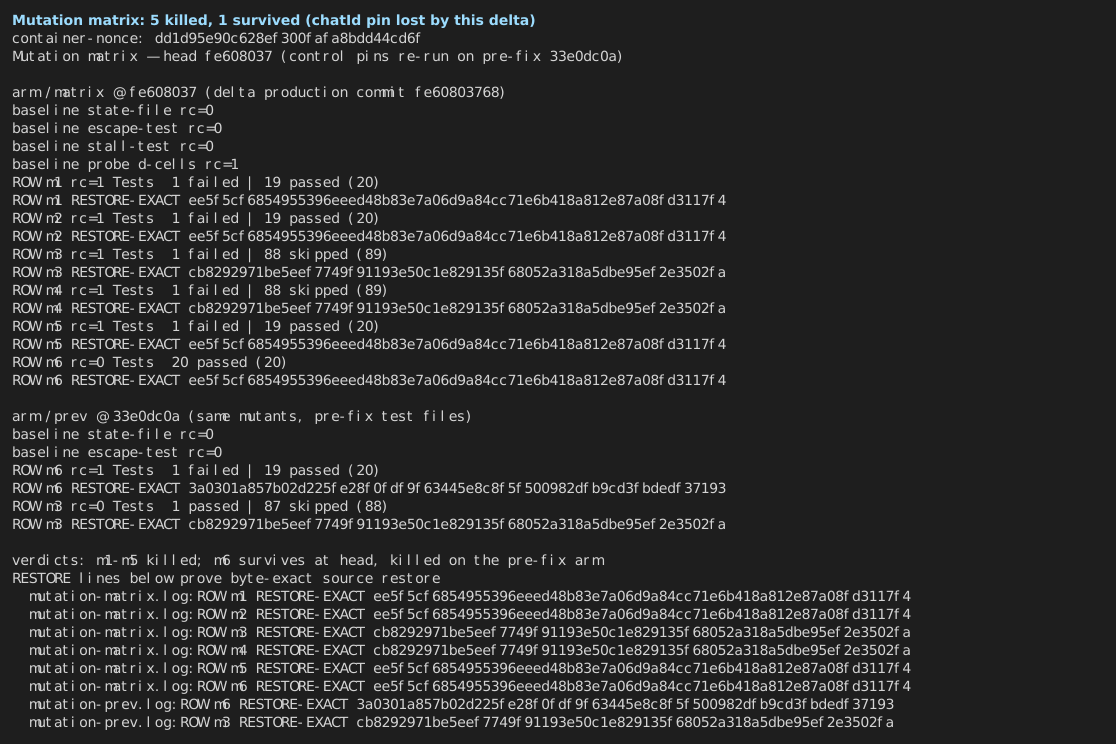 Mutation matrix: 5 killed, 1 survived (chatId pin lost by this delta)
container-nonce: dd1d95e90c628ef300fafa8bdd44cd6f
Mutation matrix — head fe608037 (control pins re-run on pre-fix 33e0dc0a)
arm/matrix @ fe608037 (delta production commit fe60803768)
baseline state-file rc=0
baseline escape-test rc=0
baseline stall-test rc=0
baseline probe d-cells rc=1
ROW m1 rc=1 Tests  1 failed | 19 passed (20)
ROW m1 RESTORE-EXACT ee5f5cf6854955396eeed48b83e7a06d9a84cc71e6b418a812e87a08fd3117f4
ROW m2 rc=1 Tests  1 failed | 19 passed (20)
ROW m2 RESTORE-EXACT ee5f5cf6854955396eeed48b83e7a06d9a84cc71e6b418a812e87a08fd3117f4
ROW m3 rc=1 Tests  1 failed | 88 skipped (89)
ROW m3 RESTORE-EXACT cb8292971be5eef7749f91193e50c1e829135f68052a318a5dbe95ef2e3502fa
ROW m4 rc=1 Tests  1 failed | 88 skipped (89)
ROW m4 RESTORE-EXACT cb8292971be5eef7749f91193e50c1e829135f68052a318a5dbe95ef2e3502fa
ROW m5 rc=1 Tests  1 failed | 19 passed (20)
ROW m5 RESTORE-EXACT ee5f5cf6854955396eeed48b83e7a06d9a84cc71e6b418a812e87a08fd3117f4
ROW m6 rc=0 Tests  20 passed (20)
ROW m6 RESTORE-EXACT ee5f5cf6854955396eeed48b83e7a06d9a84cc71e6b418a812e87a08fd3117f4
arm/prev @ 33e0dc0a (same mutants, pre-fix test files)
baseline state-file rc=0
baseline escape-test rc=0
ROW m6 rc=1 Tests  1 failed | 19 passed (20)
ROW m6 RESTORE-EXACT 3a0301a857b02d225fe28f0fdf9f63445e8c8f5f500982dfb9cd3fbdedf37193
ROW m3 rc=0 Tests  1 passed | 87 skipped (88)
ROW m3 RESTORE-EXACT cb8292971be5eef7749f91193e50c1e829135f68052a318a5dbe95ef2e3502fa
verdicts: m1-m5 killed; m6 survives at head, killed on the pre-fix arm
RESTORE lines below prove byte-exact source restore
mutation-matrix.log:ROW m1 RESTORE-EXACT ee5f5cf6854955396eeed48b83e7a06d9a84cc71e6b418a812e87a08fd3117f4
mutation-matrix.log:ROW m2 RESTORE-EXACT ee5f5cf6854955396eeed48b83e7a06d9a84cc71e6b418a812e87a08fd3117f4
mutation-matrix.log:ROW m3 RESTORE-EXACT cb8292971be5eef7749f91193e50c1e829135f68052a318a5dbe95ef2e3502fa
mutation-matrix.log:ROW m4 RESTORE-EXACT cb8292971be5eef7749f91193e50c1e829135f68052a318a5dbe95ef2e3502fa
mutation-matrix.log:ROW m5 RESTORE-EXACT ee5f5cf6854955396eeed48b83e7a06d9a84cc71e6b418a812e87a08fd3117f4
mutation-matrix.log:ROW m6 RESTORE-EXACT ee5f5cf6854955396eeed48b83e7a06d9a84cc71e6b418a812e87a08fd3117f4
mutation-prev.log:ROW m6 RESTORE-EXACT 3a0301a857b02d225fe28f0fdf9f63445e8c8f5f500982dfb9cd3fbdedf37193
mutation-prev.log:ROW m3 RESTORE-EXACT cb8292971be5eef7749f91193e50c1e829135f68052a318a5dbe95ef2e3502fa